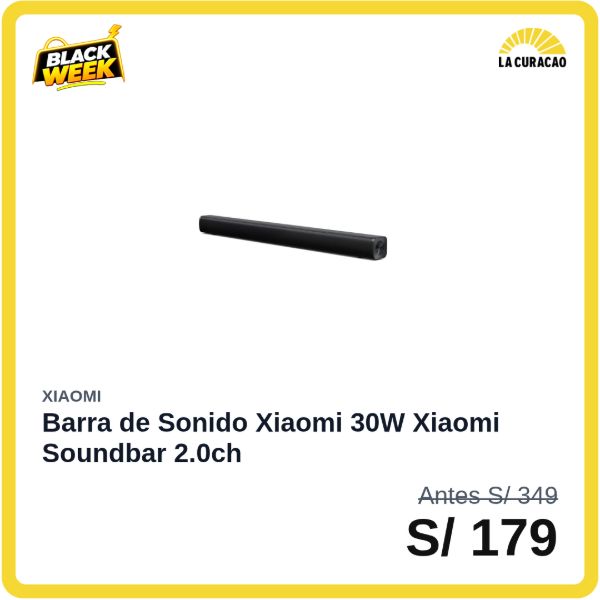 BLACK
WEEK
LA CURACAO
XIAOMI
Barra de Sonido Xiaomi 30W Xiaomi
Soundbar 2.0ch
Antes S/ 349
S/ 179